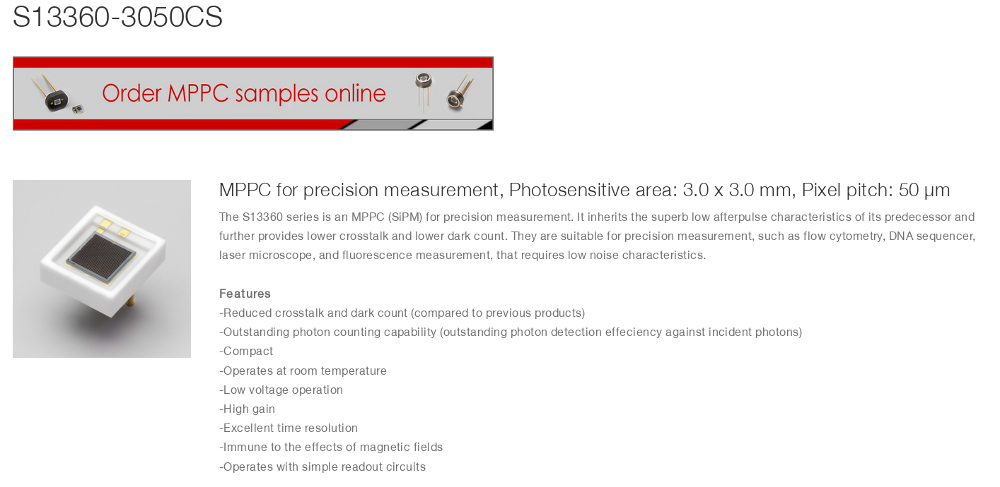 S13360-3050CS
Order MPPC samples online
MPPC for precision measurement, Photosensitive area: 3.0 x 3.0 mm, Pixel pitch: 50 μm
The S13360 series is an MPPC (SiPM) for precision measurement. It inherits the superb low afterpulse characteristics of its predecessor and
further provides lower crosstalk and lower dark count. They are suitable for precision measurement, such as flow cytometry, DNA sequencer,
laser microscope, and fluorescence measurement, that requires low noise characteristics.
Features
-Reduced crosstalk and dark count (compared to previous products)
-Outstanding photon counting capability (outstanding photon detection effeciency against incident photons)
-Compact
-Operates at room temperature
-Low voltage operation
-High gain
-Excellent time resolution
-Immune to the effects of magnetic fields
-Operates with simple readout circuits